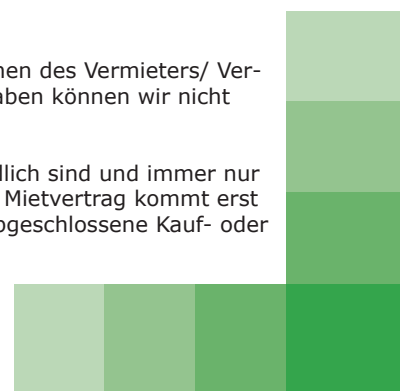 nen des Vermieters/ Ver-
aben können wir nicht
llich sind und immer nur
Mietvertrag kommt erst
bgeschlossene Kauf- oder